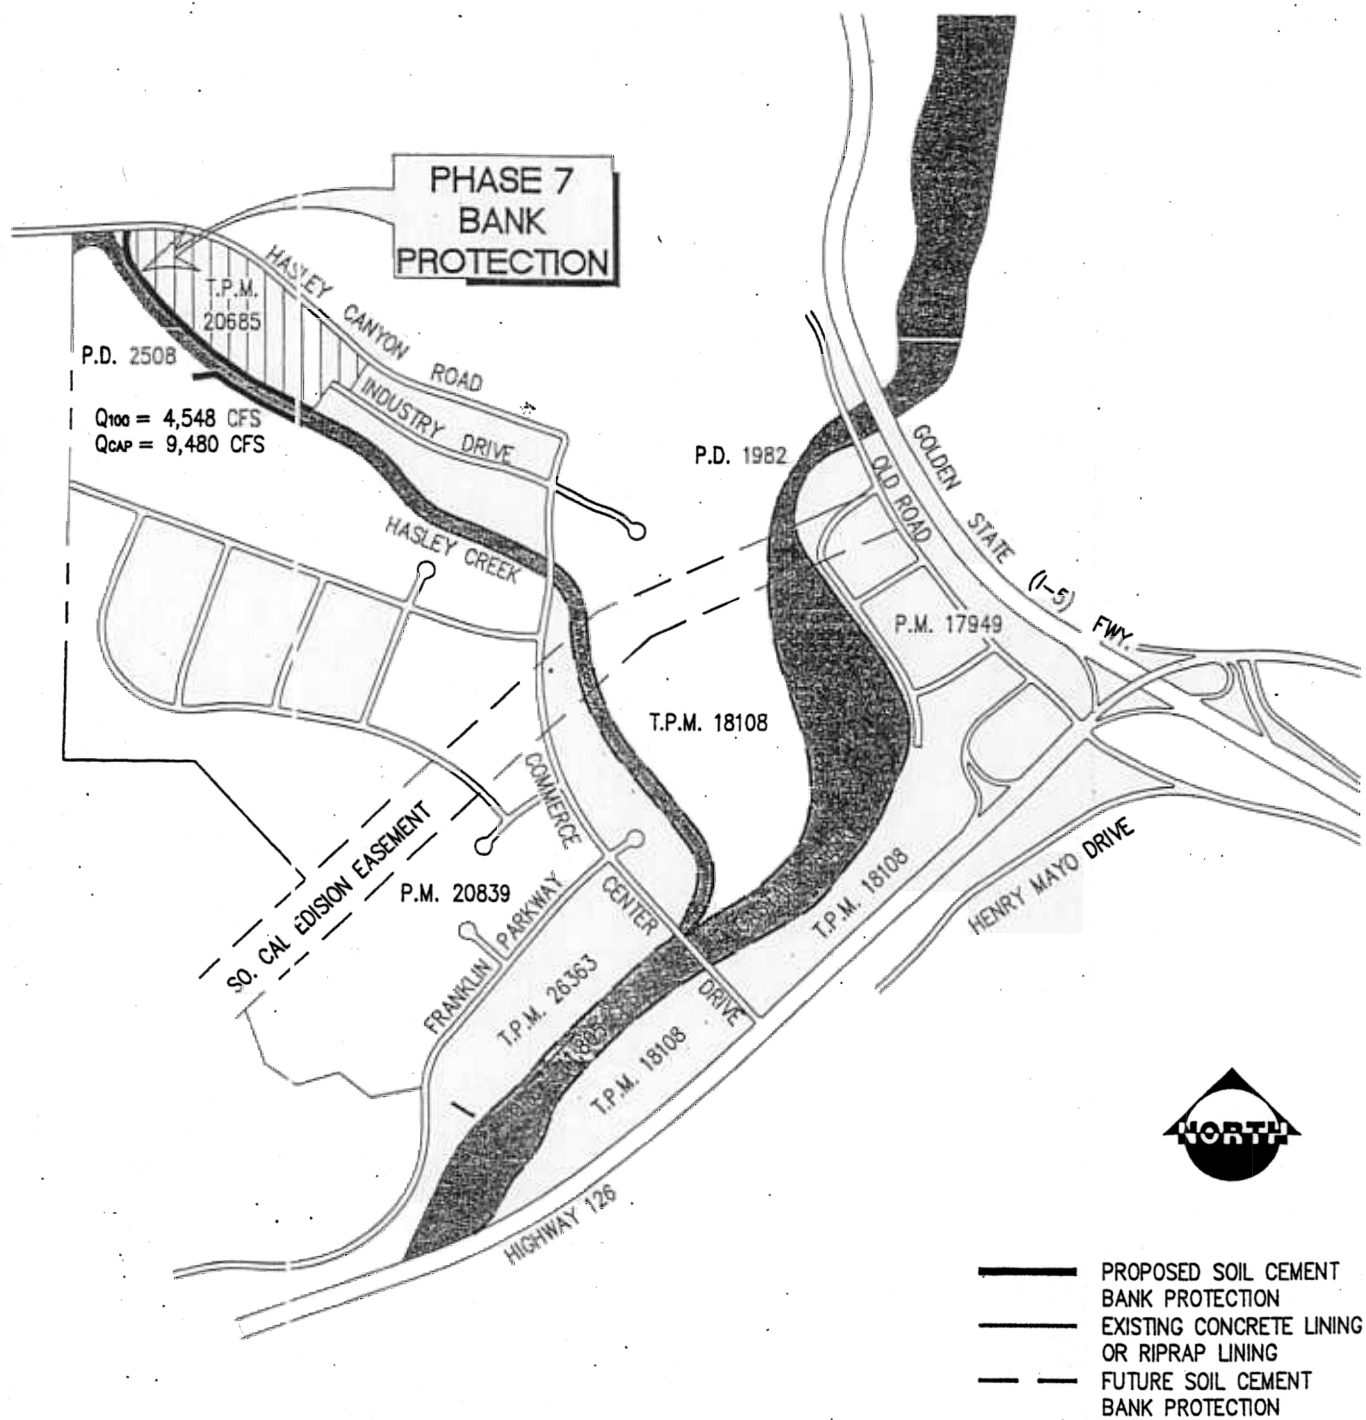 PHASE 7
BANK
PROTECTION
HASLEY CANYON ROAD
T.P.M.
20685
P.D. 2508
INDUSTRY DRIVE
Q100 = 4,548 CFS
QCAP = 9,480 CFS
P.D. 1982
GOLDEN STATE (I-5) FWY.
OLD ROAD
HASLEY CREEK
P.M. 17949
T.P.M. 18108
COMMERCE CENTER DRIVE
SO. CAL EDISION EASEMENT
P.M. 20839
FRANKLIN PARKWAY
T.P.M. 18108
HENRY MAYO DRIVE
T.P.M. 26363
T.P.M. 18108
HIGHWAY 126
NORTH
PROPOSED SOIL CEMENT
BANK PROTECTION
EXISTING CONCRETE LINING
OR RIPRAP LINING
FUTURE SOIL CEMENT
BANK PROTECTION